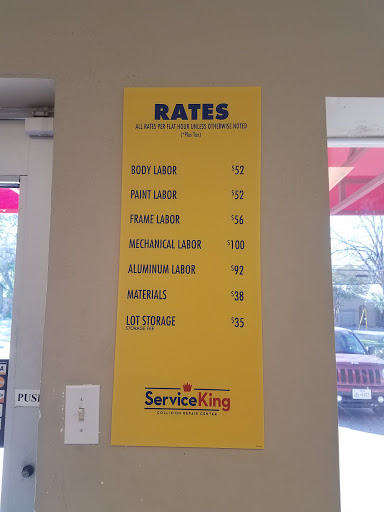 RATES
ALL RATES PER FLAT HOUR UNLESS OTHERWISE NOTED
(*Plus Tax)
BODY LABOR $52
PAINT LABOR $52
FRAME LABOR $56
MECHANICAL LABOR $100
ALUMINUM LABOR $92
MATERIALS $38
LOT STORAGE $35
STORAGE FEE
ServiceKing
COLLISION REPAIR CENTER
PUS